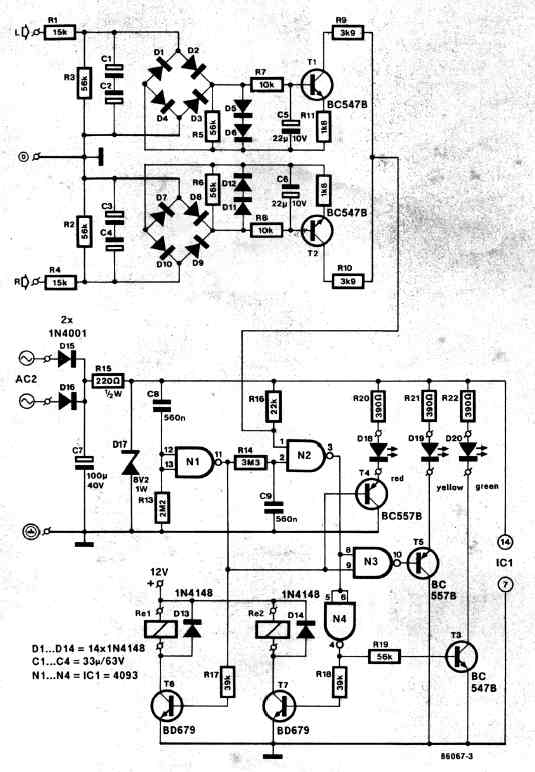 R1
R9
L
15k
3k9
R3
56k
C1
C2
D1
D2
D4
D3
R7
10k
T1
BC547B
R5
56k
D5
D6
C5
22µ 10V
R11
1k8
0
R2
56k
C3
C4
D7
D8
D10
D9
R6
56k
D12
D11
C6
22µ 10V
1k8
BC547B
R8
10k
T2
R4
R
15k
R10
3k9
2x
1N4001
D15
AC2
D16
R15
220Ω
½W
C7
100µ
40V
D17
8V2
1W
C8
560n
R13
2M2
12
13
N1
11
R14
3M3
C9
560n
R16
22k
1
2
N2
3
R20
390Ω
R21
390Ω
R22
390Ω
D18
D19
D20
red
yellow
green
T4
BC557B
8
9
N3
10
T5
BC
557B
14
IC1
7
12V
+
1N4148
1N4148
Re1
D13
Re2
D14
5
6
N4
4
R19
56k
T3
BC
547B
D1...D14 = 14x1N4148
C1...C4 = 33µ/63V
N1...N4 = IC1 = 4093
R17
39k
R18
39k
T6
BD679
T7
BD679
86067-3